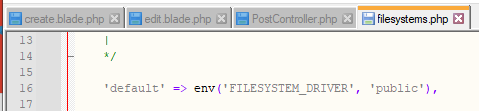 create.blade.php edit.blade.php PostController.php filesystems.php
13 |
14 */
15
16 'default' => env('FILESYSTEM_DRIVER', 'public'),
17